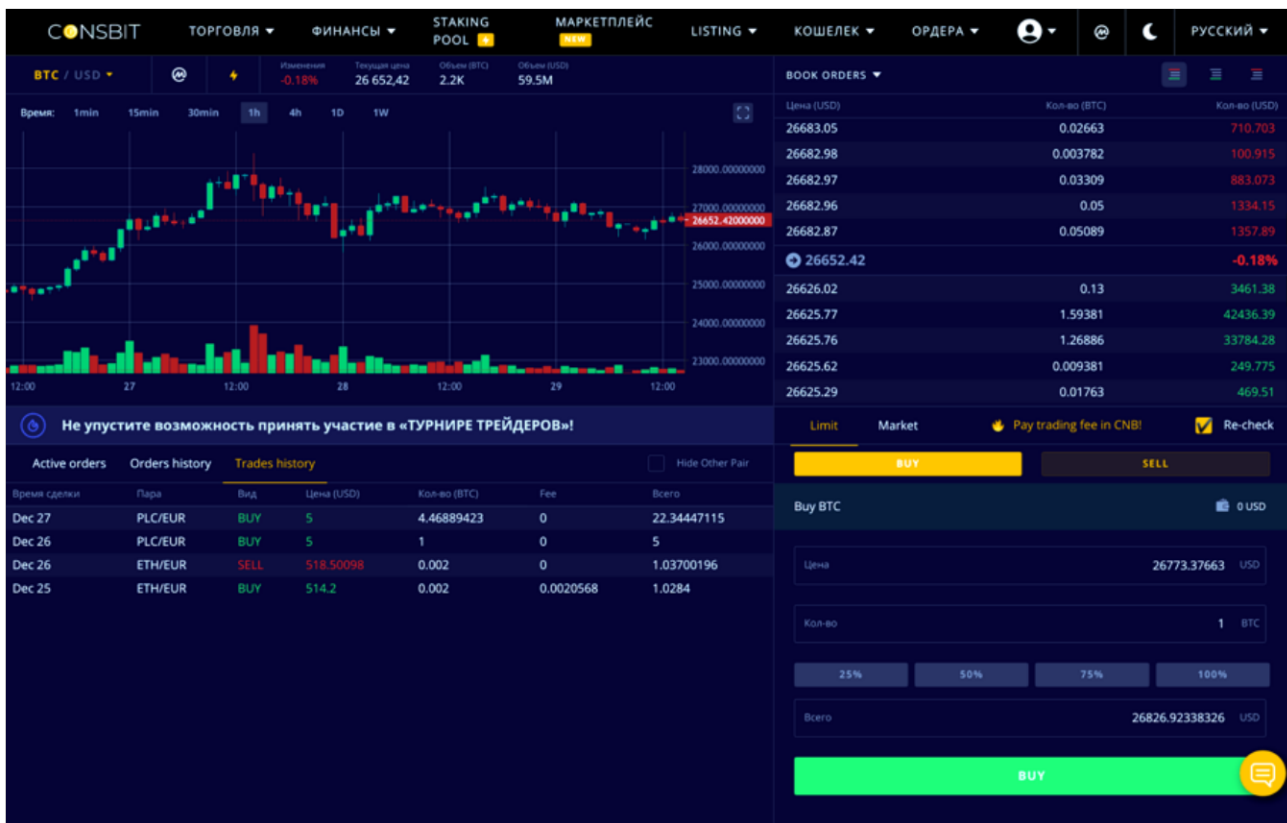 CONSBIT ТОРГОВЛЯ ФИНАНСЫ STAKING POOL МАРКЕТПЛЕЙС NEW LISTING КОШЕЛЕК ОРДЕРА РУССКИЙ
BTC / USD
Изменения Текущая цена Объем (BTC) Объем (USD)
-0.18% 26 652,42 2.2K 59.5M
Время: 1min 15min 30min 1h 4h 1D 1W
28000.00000000
27000.00000000
26652.42000000
26000.00000000
25000.00000000
24000.00000000
23000.00000000
12:00 27 12:00 28 12:00 29 12:00
BOOK ORDERS
Цена (USD) Кол-во (BTC) Кол-во (USD)
26683.05 0.02663 710.703
26682.98 0.003782 100.915
26682.97 0.03309 883.073
26682.96 0.05 1334.15
26682.87 0.05089 1357.89
26652.42 -0.18%
26626.02 0.13 3461.38
26625.77 1.59381 42436.39
26625.76 1.26886 33784.28
26625.62 0.009381 249.775
26625.29 0.01763 469.51
Не упустите возможность принять участие в «ТУРНИРЕ ТРЕЙДЕРОВ»!
Active orders Orders history Trades history Hide Other Pair
Время сделки Пара Вид Цена (USD) Кол-во (BTC) Fee Всего
Dec 27 PLC/EUR BUY 5 4.46889423 0 22.34447115
Dec 26 PLC/EUR BUY 5 1 0 5
Dec 26 ETH/EUR SELL 518.50098 0.002 0 1.03700196
Dec 25 ETH/EUR BUY 514.2 0.002 0.0020568 1.0284
Limit Market Pay trading fee in CNB! Re-check
BUY SELL
Buy BTC 0 USD
Цена 26773.37663 USD
Кол-во 1 BTC
25% 50% 75% 100%
Всего 26826.92338326 USD
BUY